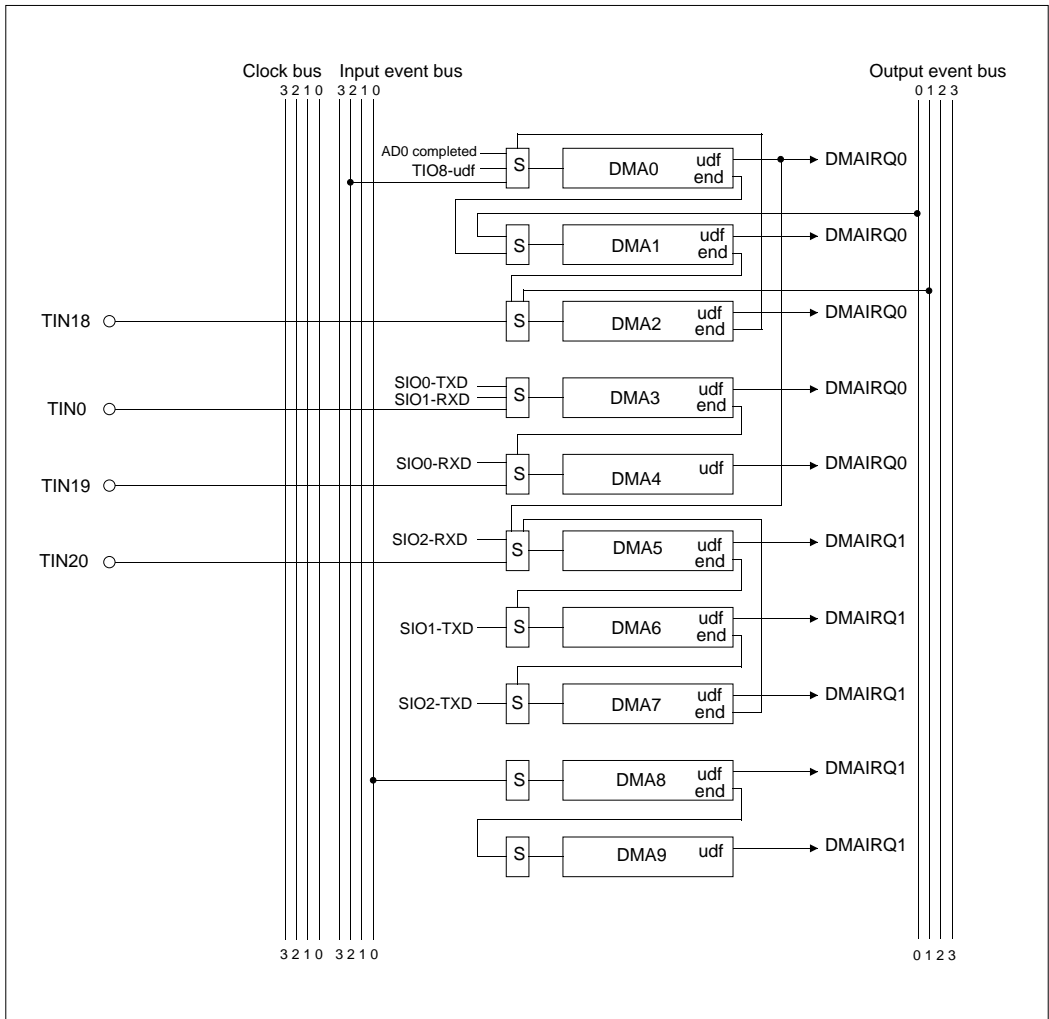 Clock bus Input event bus Output event bus
3 2 1 0 3 2 1 0 0 1 2 3
AD0 completed
TIO8-udf
S DMA0 udf end DMAIRQ0
S DMA1 udf end DMAIRQ0
TIN18 S DMA2 udf end DMAIRQ0
SIO0-TXD
SIO1-RXD
TIN0 S DMA3 udf end DMAIRQ0
SIO0-RXD
TIN19 S DMA4 udf DMAIRQ0
SIO2-RXD
TIN20 S DMA5 udf end DMAIRQ1
SIO1-TXD S DMA6 udf end DMAIRQ1
SIO2-TXD S DMA7 udf end DMAIRQ1
S DMA8 udf end DMAIRQ1
S DMA9 udf DMAIRQ1
3 2 1 0 3 2 1 0 0 1 2 3